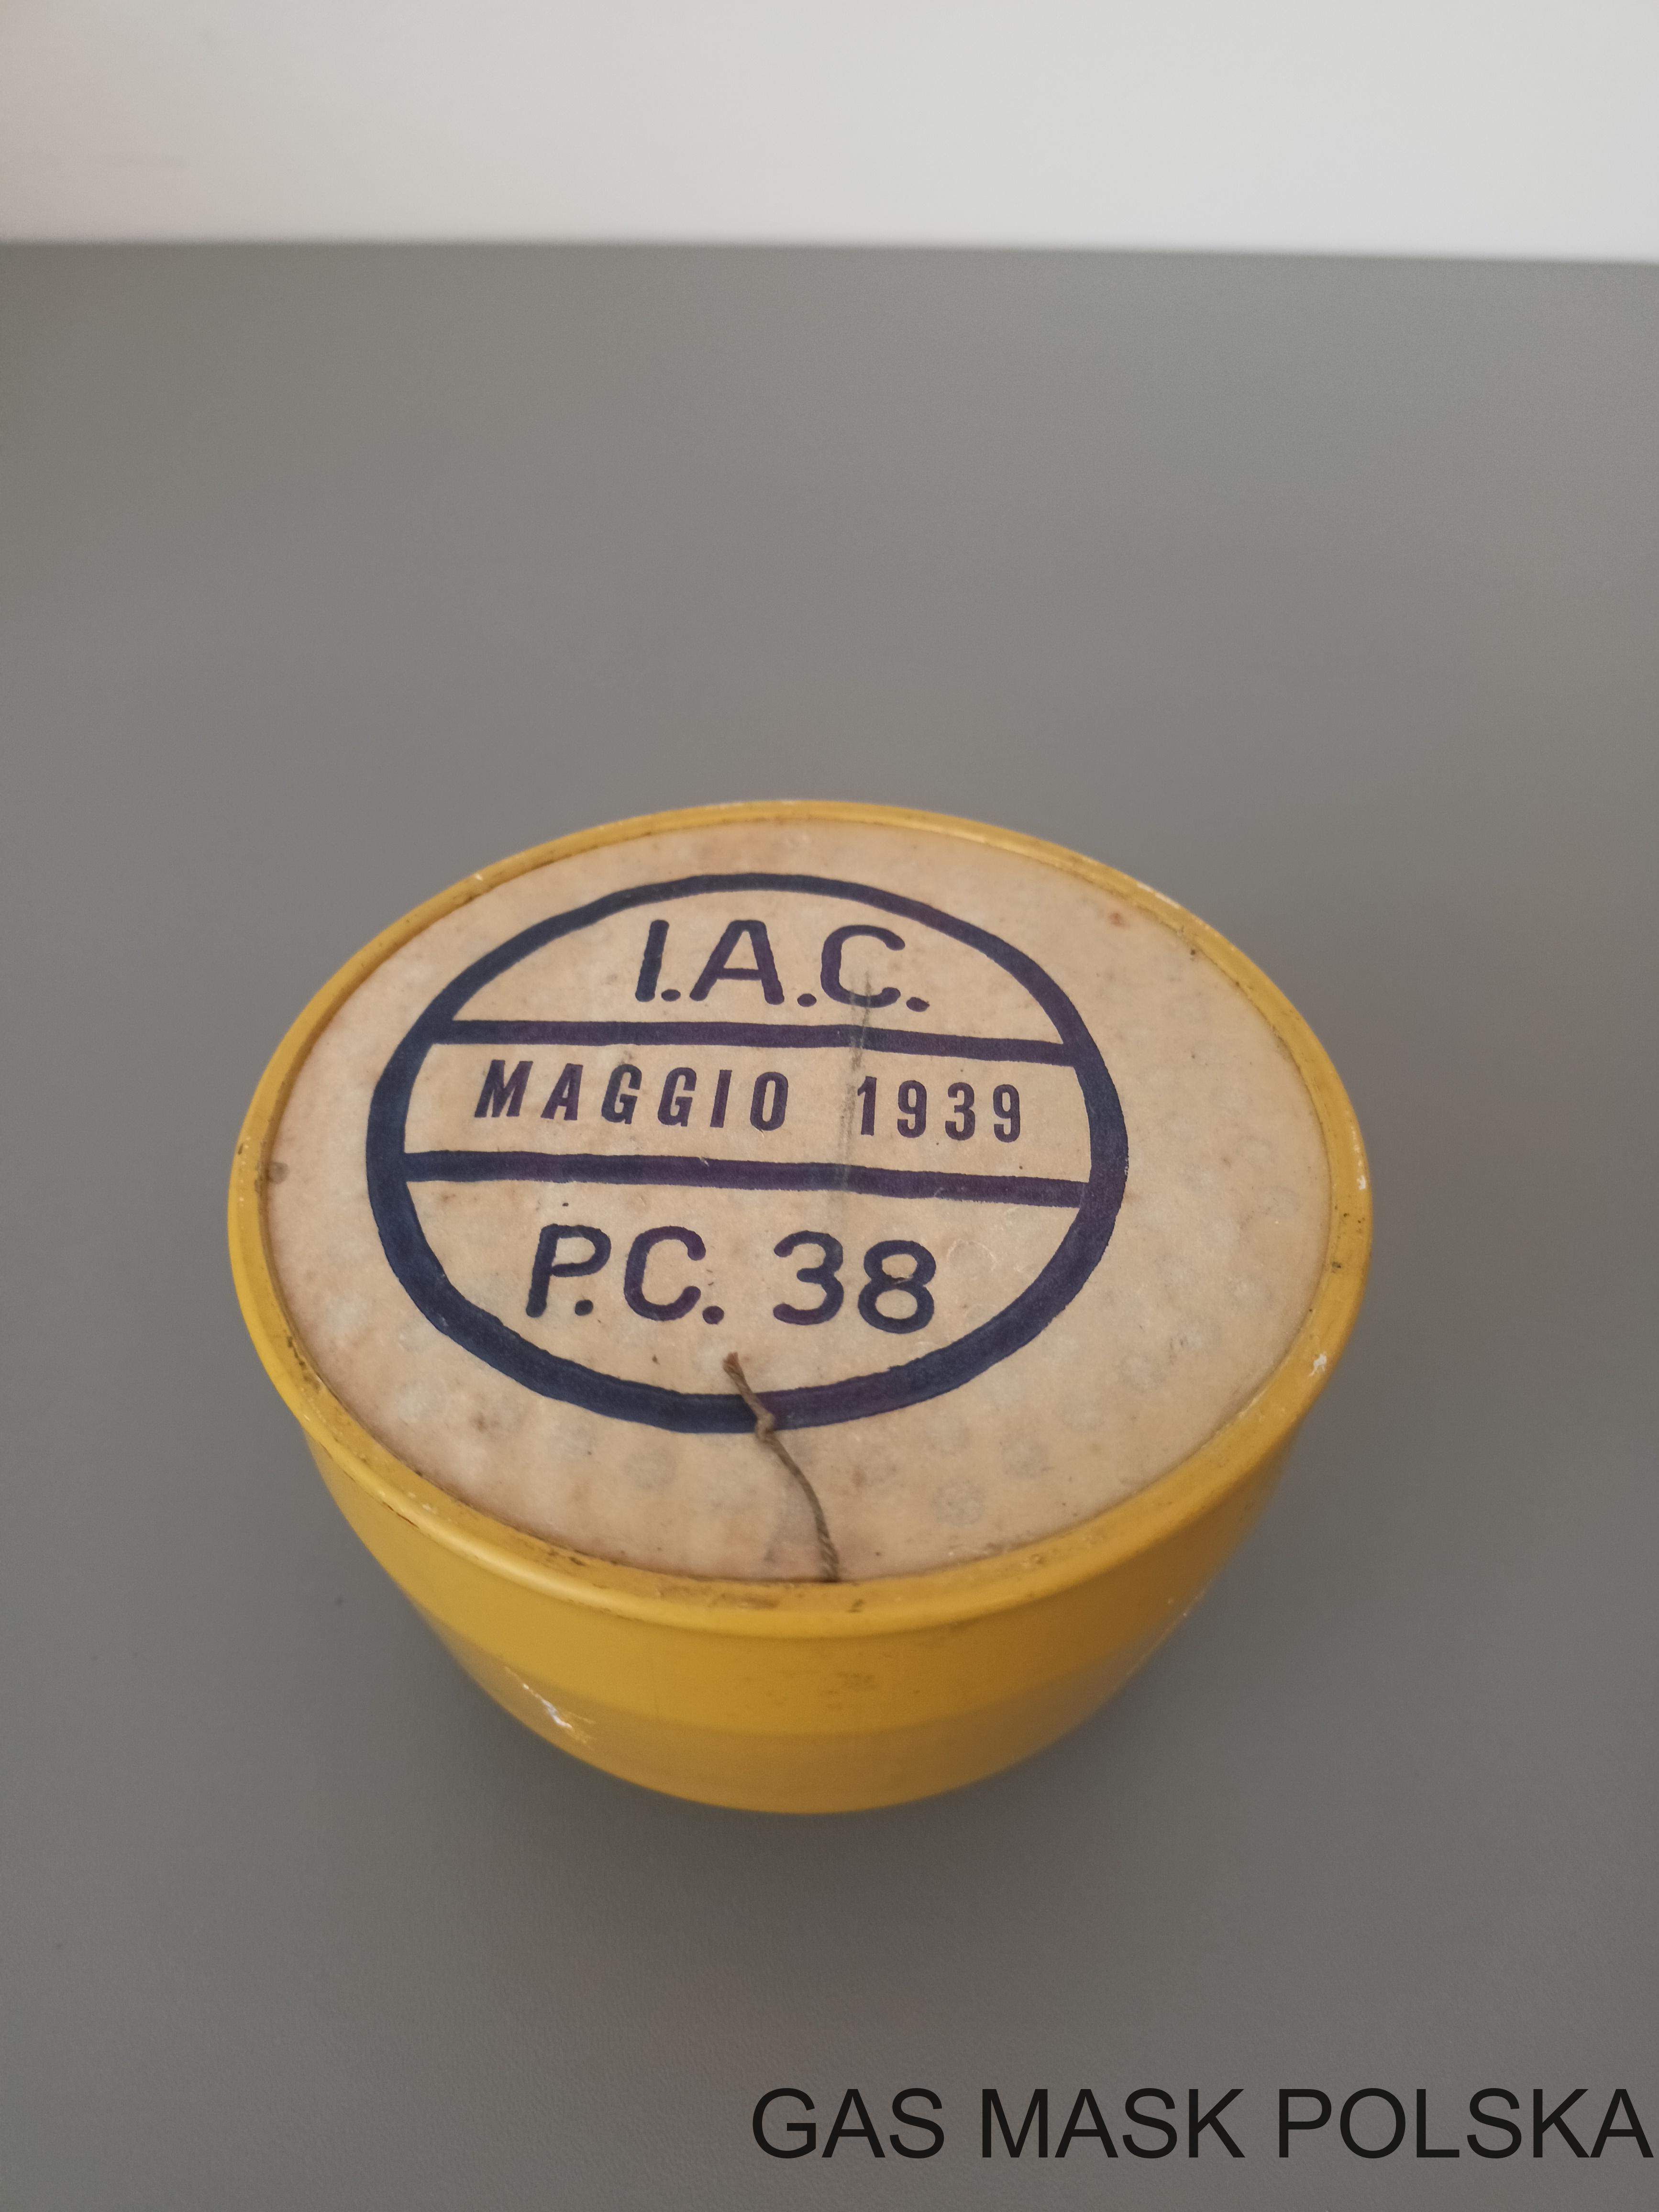 I.A.C.
MAGGIO 1939
P.C. 38
GAS MASK POLSKA